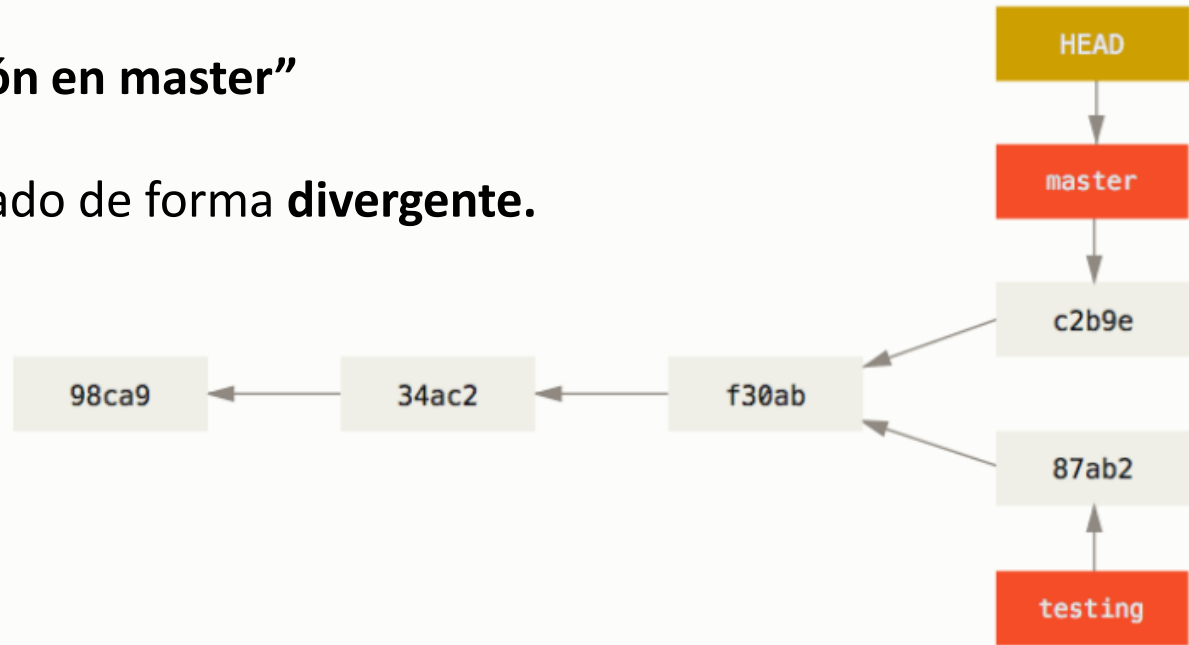 ón en master”
ado de forma divergente.
HEAD
master
c2b9e
98ca9
34ac2
f30ab
87ab2
testing